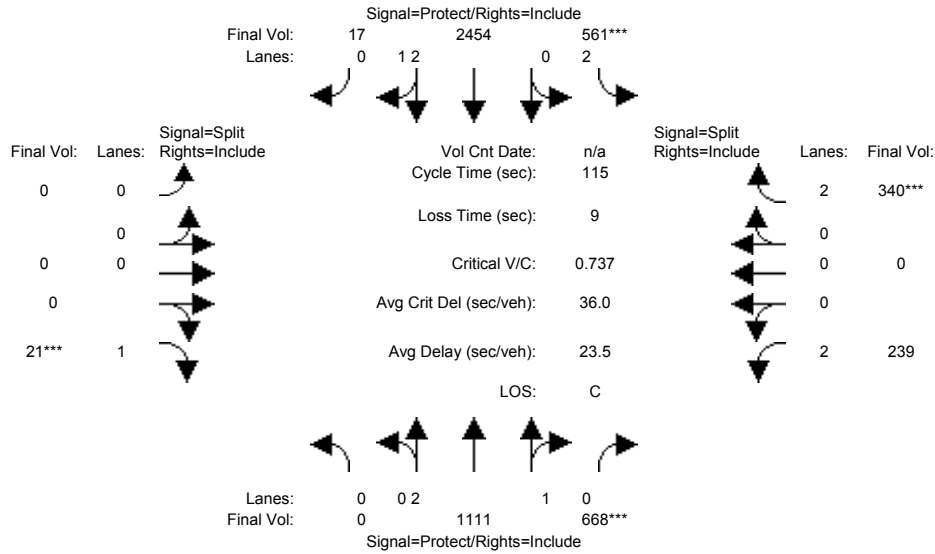 Signal=Protect/Rights=Include
Final Vol: 17 2454 561***
Lanes: 0 1 2 0 2
Signal=Split Signal=Split
Final Vol: Lanes: Rights=Include Vol Cnt Date: n/a Rights=Include Lanes: Final Vol:
Cycle Time (sec): 115
0 0 2 340***
Loss Time (sec): 9
0 0
0 0 Critical V/C: 0.737 0 0
0 Avg Crit Del (sec/veh): 36.0 0
21*** 1 Avg Delay (sec/veh): 23.5 2 239
LOS: C
Lanes: 0 0 2 1 0
Final Vol: 0 1111 668***
Signal=Protect/Rights=Include